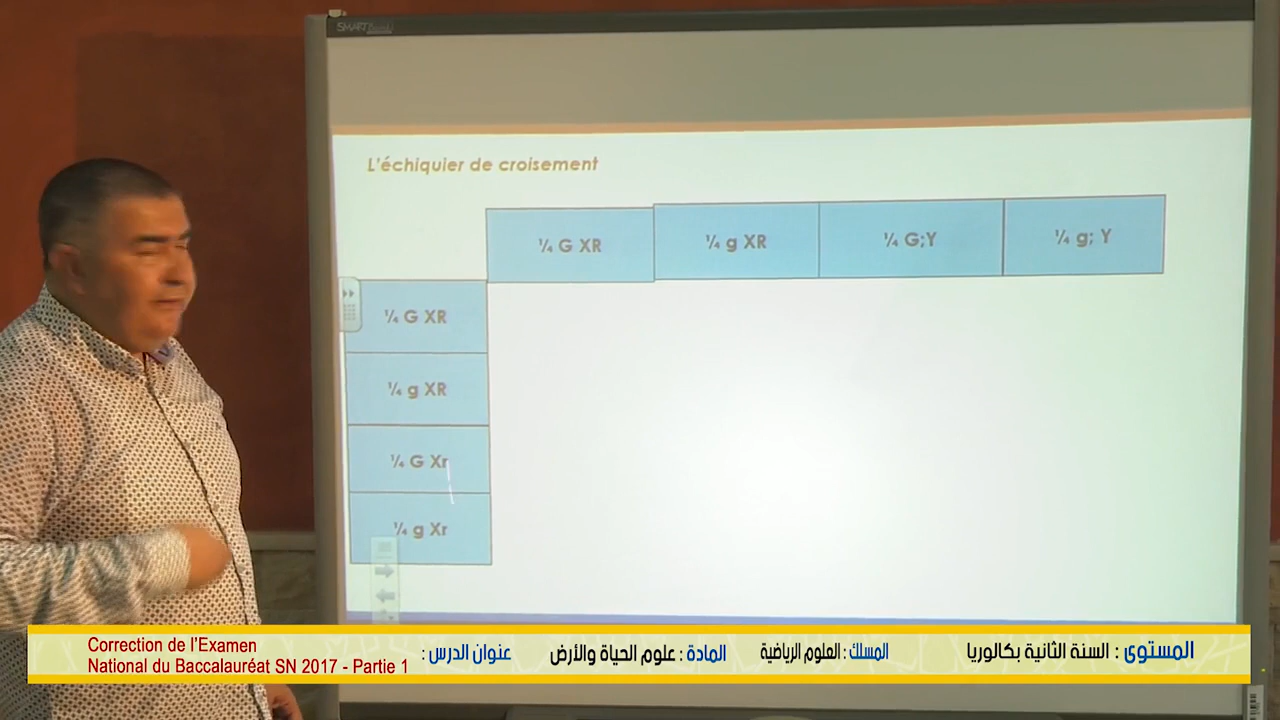 SMART
L'échiquier de croisement
¼ G XR
¼ g XR
¼ G;Y
¼ g; Y
¼ G XR
¼ g XR
¼ G Xr
¼ g Xr
المستوى : السنة الثانية بكالوريا
المسلك : العلوم الرياضية
المادة : علوم الحياة والأرض
عنوان الدرس :
Correction de l'Examen
National du Baccalauréat SN 2017 - Partie 1